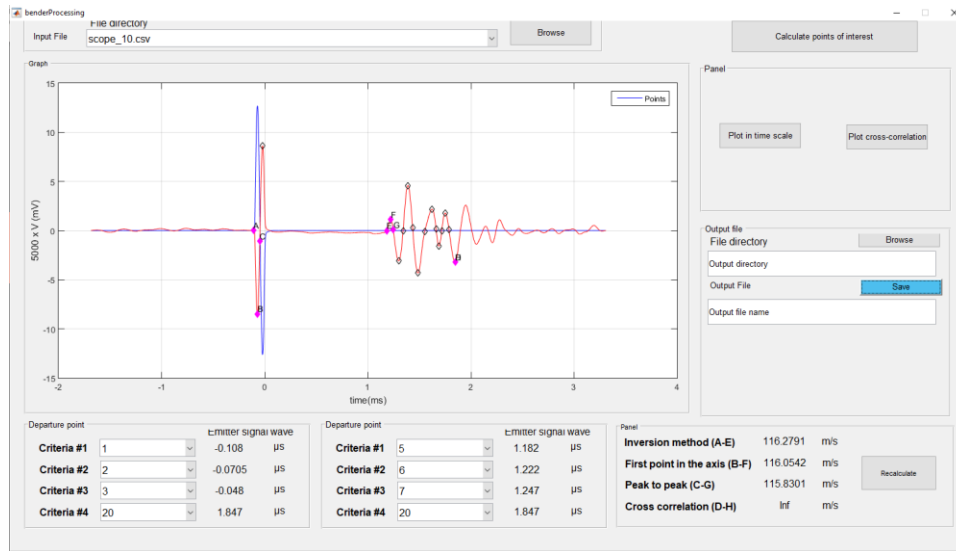 benderProcessing
File directory
Input File scope_10.csv Browse Calculate points of interest
Graph
Panel
15
10
5
0
-5
-10
-15
5000 x V (mV)
Points
A
B
C
F
E G
-2 -1 0 1 2 3 4
time(ms)
Plot in time scale Plot cross-correlation
Output file
File directory Browse
Output directory
Output File Save
Output file name
Departure point
Emitter signal wave
Criteria #1 1 -0.108 μs
Criteria #2 2 -0.0705 μs
Criteria #3 3 -0.048 μs
Criteria #4 20 1.847 μs
Departure point
Emitter signal wave
Criteria #1 5 1.182 μs
Criteria #2 6 1.222 μs
Criteria #3 7 1.247 μs
Criteria #4 20 1.847 μs
Panel
Inversion method (A-E) 116.2791 m/s
First point in the axis (B-F) 116.0542 m/s
Peak to peak (C-G) 115.8301 m/s
Cross correlation (D-H) Inf m/s
Recalculate